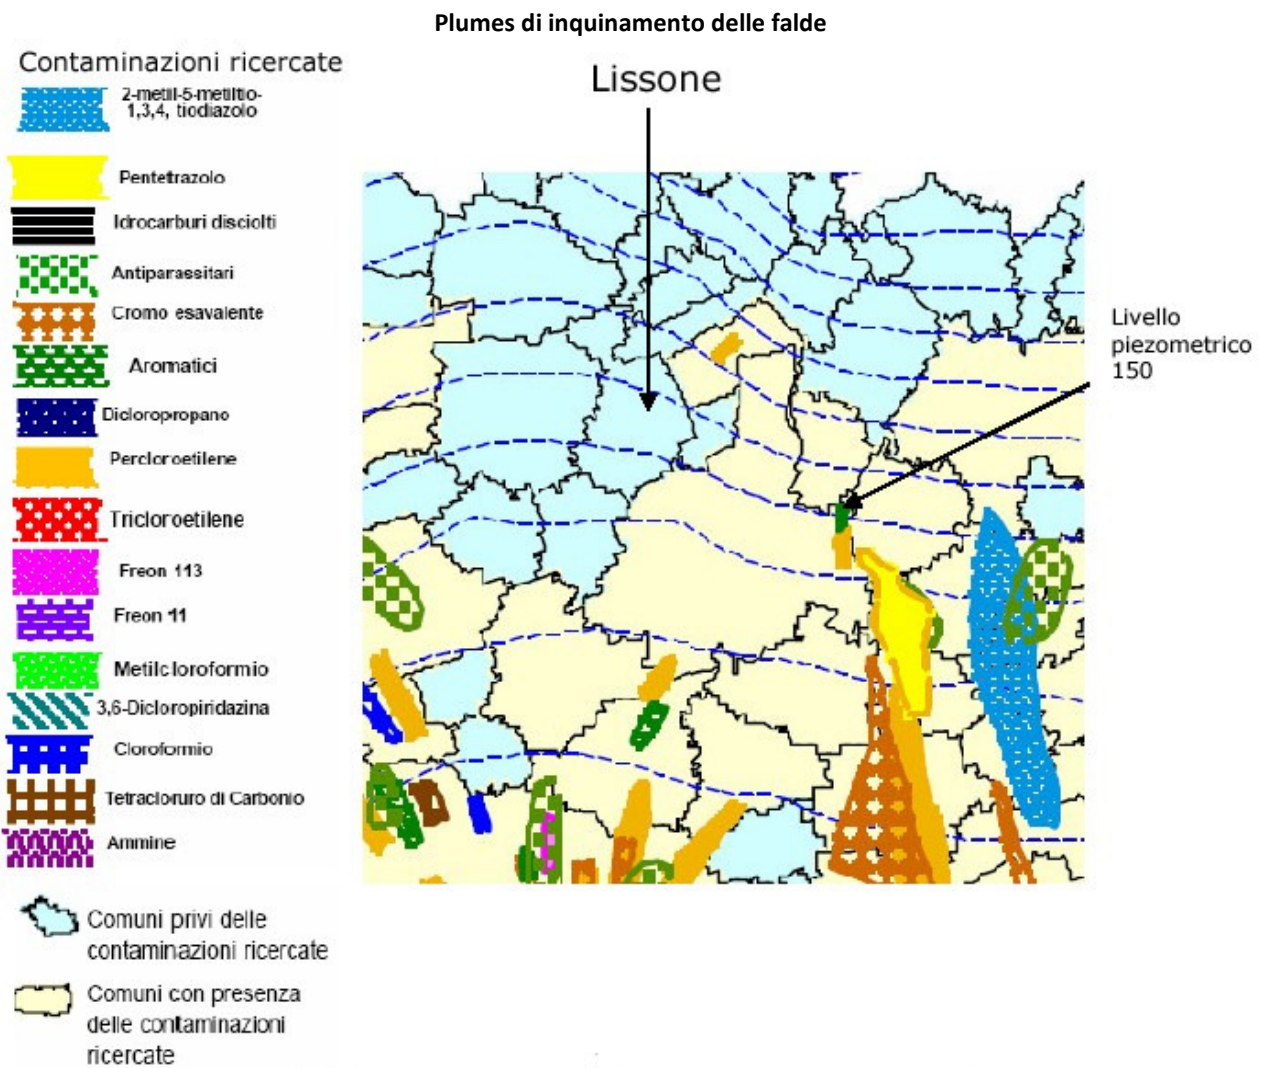 Plumes di inquinamento delle falde
Contaminazioni ricercate
2-metil-5-metiltio-
1,3,4, tiodiazolo
Pentetrazolo
Idrocarburi disciolti
Antiparassitari
Cromo esavalente
Aromatici
Dicloropropano
Percloroetilene
Tricloroetilene
Freon 113
Freon 11
Metilcloroformio
3,6-Dicloropiridazina
Cloroformio
Tetracloruro di Carbonio
Ammine
Comuni privi delle
contaminazioni ricercate
Comuni con presenza
delle contaminazioni
ricercate
Lissone
Livello
piezometrico
150